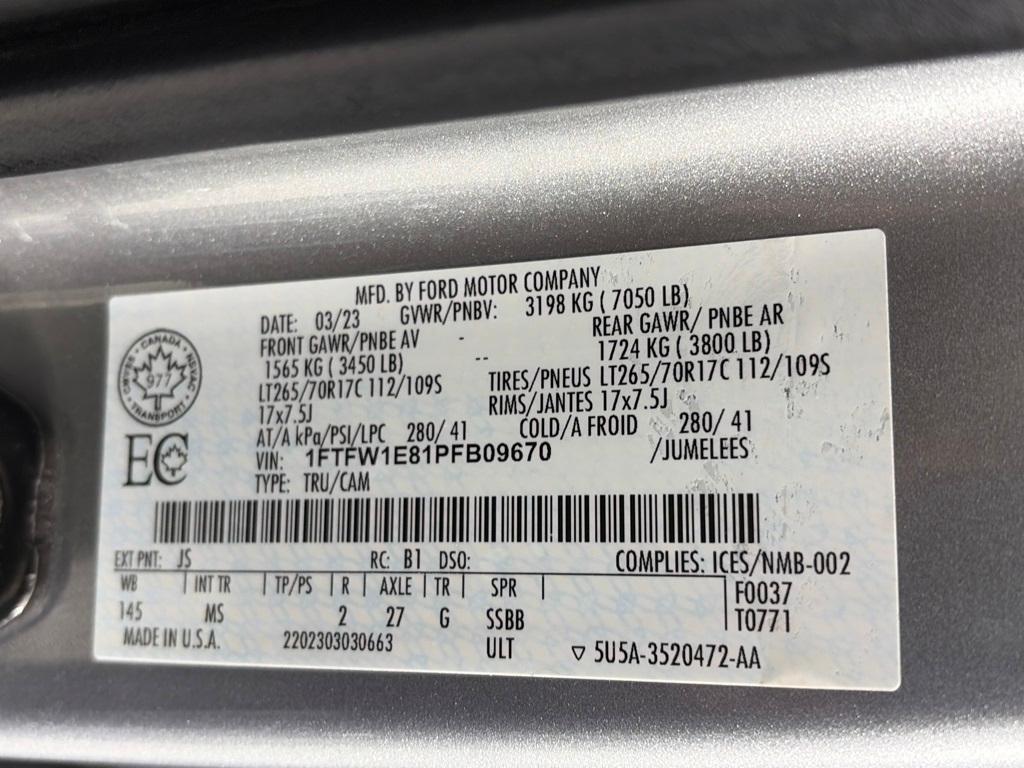 MFD. BY FORD MOTOR COMPANY
DATE: 03/23 GVWR/PNBV: 3198 KG ( 7050 LB)
FRONT GAWR/PNBE AV - REAR GAWR/ PNBE AR
1565 KG ( 3450 LB) -- 1724 KG ( 3800 LB)
LT265/70R17C 112/109S TIRES/PNEUS LT265/70R17C 112/109S
17x7.5J RIMS/JANTES 17x7.5J
AT/A kPa/PSI/LPC 280/ 41 COLD/A FROID 280/ 41
VIN: 1FTFW1E81PFB09670 /JUMELEES
TYPE: TRU/CAM
CANADA
NSVAC
SVMAC
977
TRANSPORT
EC
EXT PNT: JS RC: B1 DSO: COMPLIES: ICES/NMB-002
WB | INT TR | TP/PS | R | AXLE | TR | SPR | F0037
145 MS 2 27 G SSBB T0771
MADE IN U.S.A. 2202303030663 ULT ▽ 5U5A-3520472-AA